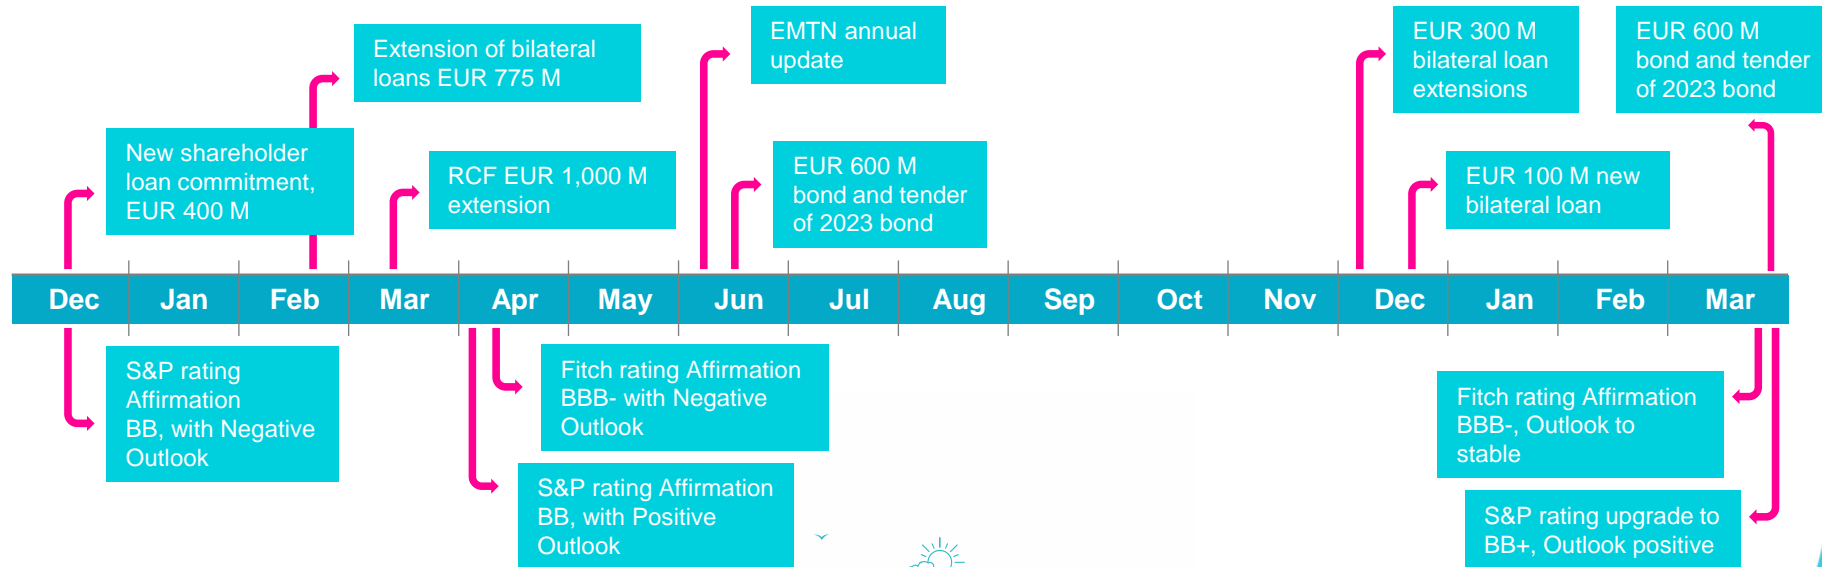 Extension of bilateral
loans EUR 775 M
EMTN annual
update
EUR 300 M
bilateral loan
extensions
EUR 600 M
bond and tender
of 2023 bond
New shareholder
loan commitment,
EUR 400 M
RCF EUR 1,000 M
extension
EUR 600 M
bond and tender
of 2023 bond
EUR 100 M new
bilateral loan
Dec Jan Feb Mar Apr May Jun Jul Aug Sep Oct Nov Dec Jan Feb Mar
S&P rating
Affirmation
BB, with Negative
Outlook
Fitch rating Affirmation
BBB- with Negative
Outlook
S&P rating Affirmation
BB, with Positive
Outlook
Fitch rating Affirmation
BBB-, Outlook to
stable
S&P rating upgrade to
BB+, Outlook positive